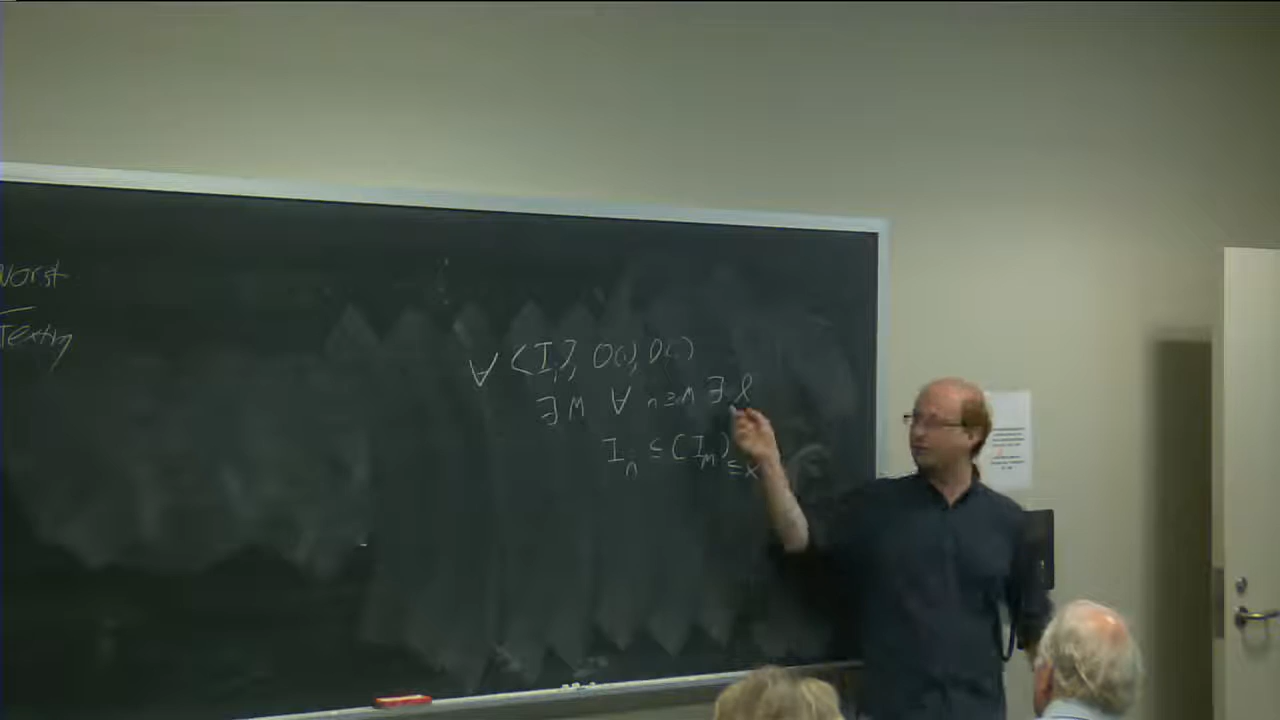 Worst
Testing
∀ (I_i), O(·), D(·)
∃ M ∀ n ≥ M ∃ x
I_n ≤ (I_m)_{≤x}